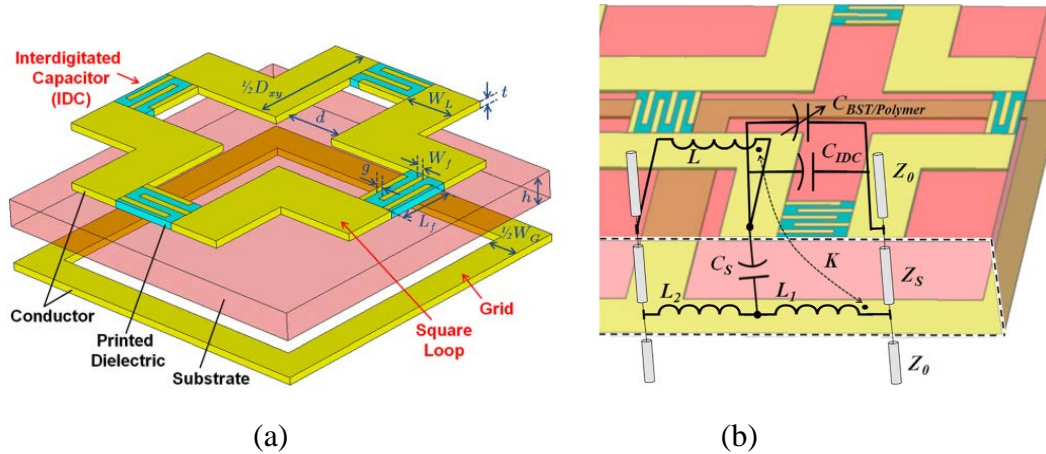 Interdigitated
Capacitor
(IDC)
½D_xy
W_L
t
d
g
W_f
L_f
h
½W_G
Conductor
Printed
Dielectric
Substrate
Square
Loop
Grid
(a)
C_BST/Polymer
L
C_IDC
Z_0
C_S
K
Z_S
L_2
L_1
Z_0
(b)